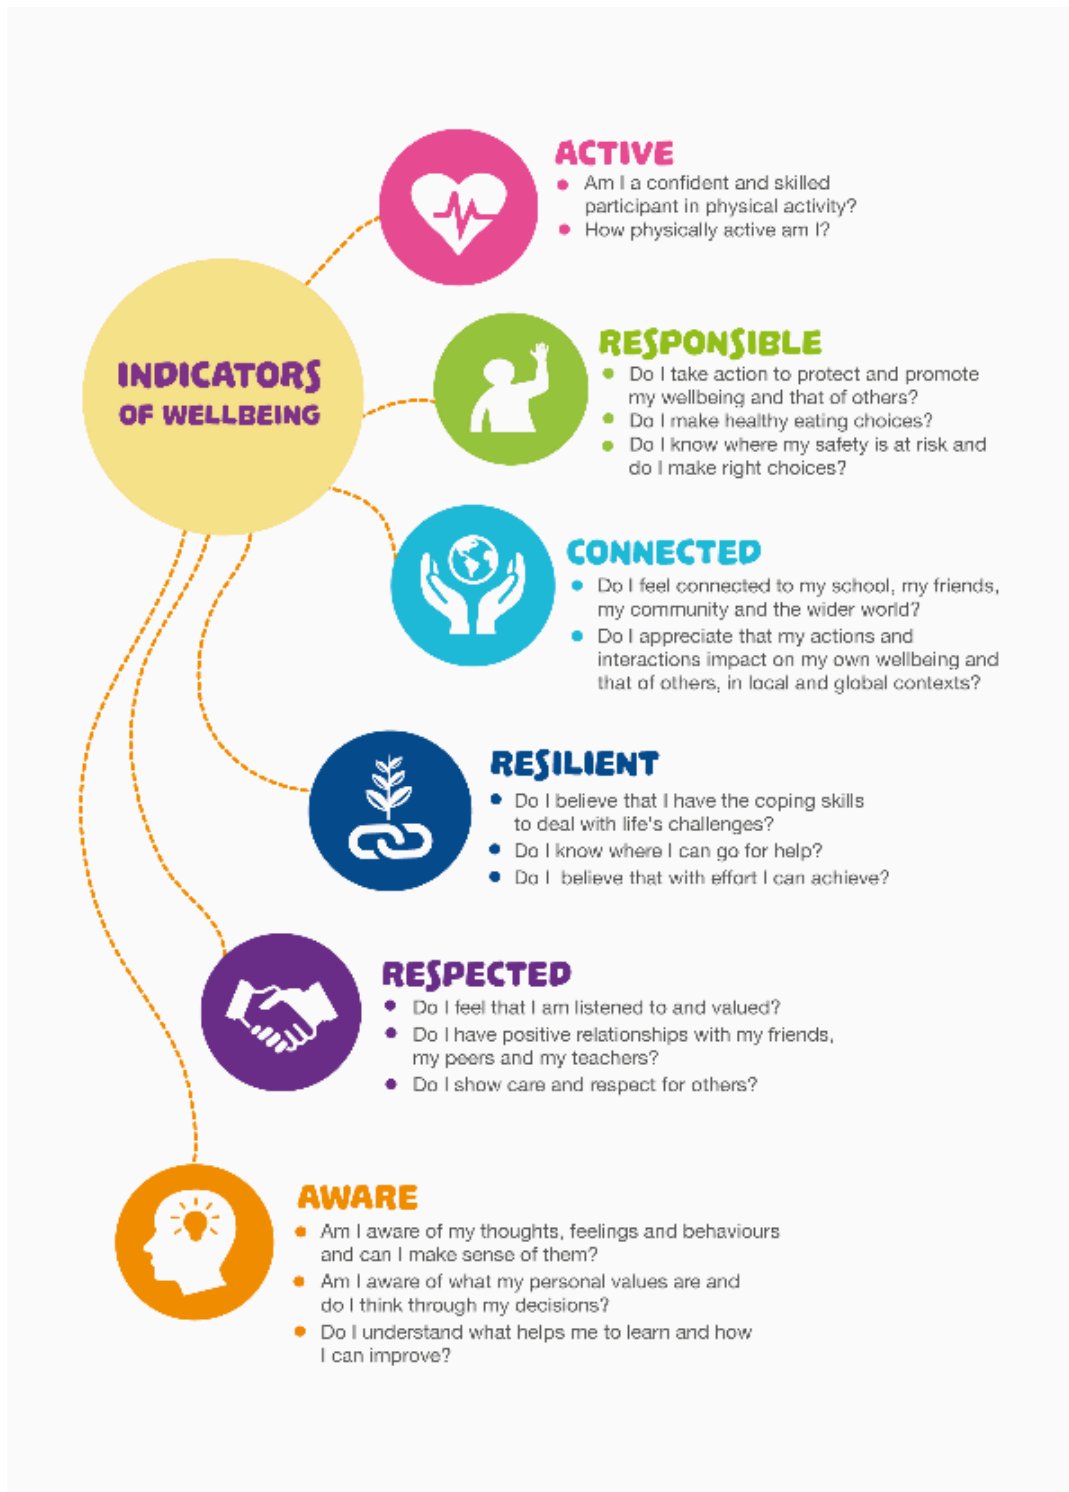 ACTIVE
Am I a confident and skilled
participant in physical activity?
How physically active am I?
INDICATORS
OF WELLBEING
RESPONSIBLE
Do I take action to protect and promote
my wellbeing and that of others?
Do I make healthy eating choices?
Do I know where my safety is at risk and
do I make right choices?
CONNECTED
Do I feel connected to my school, my friends,
my community and the wider world?
Do I appreciate that my actions and
interactions impact on my own wellbeing and
that of others, in local and global contexts?
RESILIENT
Do I believe that I have the coping skills
to deal with life's challenges?
Do I know where I can go for help?
Do I believe that with effort I can achieve?
RESPECTED
Do I feel that I am listened to and valued?
Do I have positive relationships with my friends,
my peers and my teachers?
Do I show care and respect for others?
AWARE
Am I aware of my thoughts, feelings and behaviours
and can I make sense of them?
Am I aware of what my personal values are and
do I think through my decisions?
Do I understand what helps me to learn and how
I can improve?